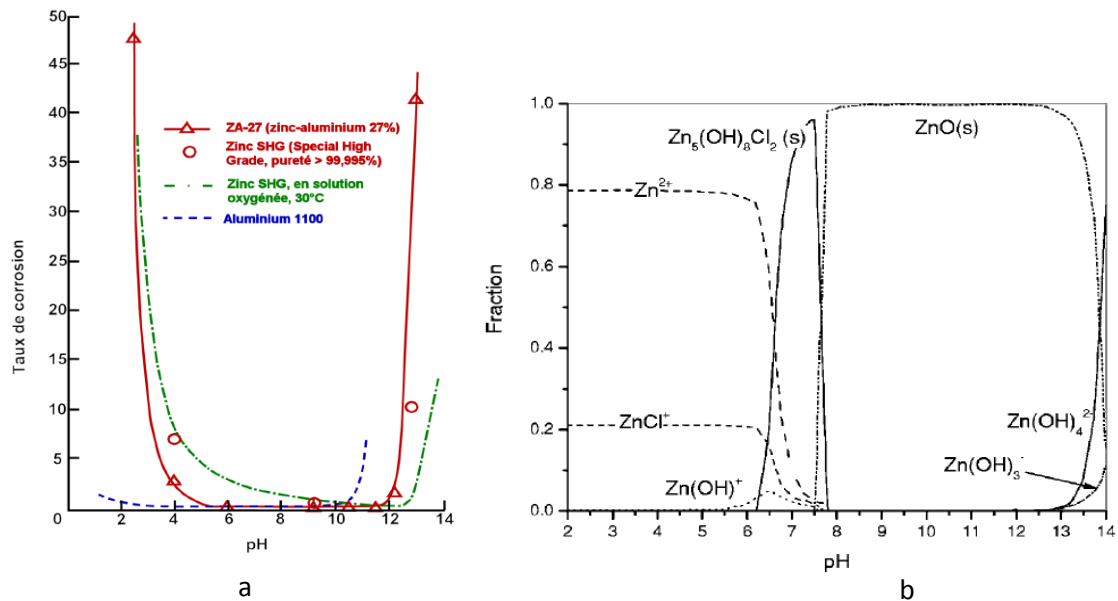 50
45
40
35
30
25
20
15
10
5
0
2
4
6
8
10
12
14
Taux de corrosion
pH
ZA-27 (zinc-aluminium 27%)
Zinc SHG (Special High
Grade, pureté > 99,995%)
Zinc SHG, en solution
oxygénée, 30°C
Aluminium 1100
a
1.0
0.8
0.6
0.4
0.2
0.0
2
3
4
5
6
7
8
9
10
11
12
13
14
Fraction
pH
Zn₅(OH)₈Cl₂ (s)
ZnO(s)
Zn²⁺
ZnCl⁺
Zn(OH)⁺
Zn(OH)₄²⁻
Zn(OH)₃⁻
b